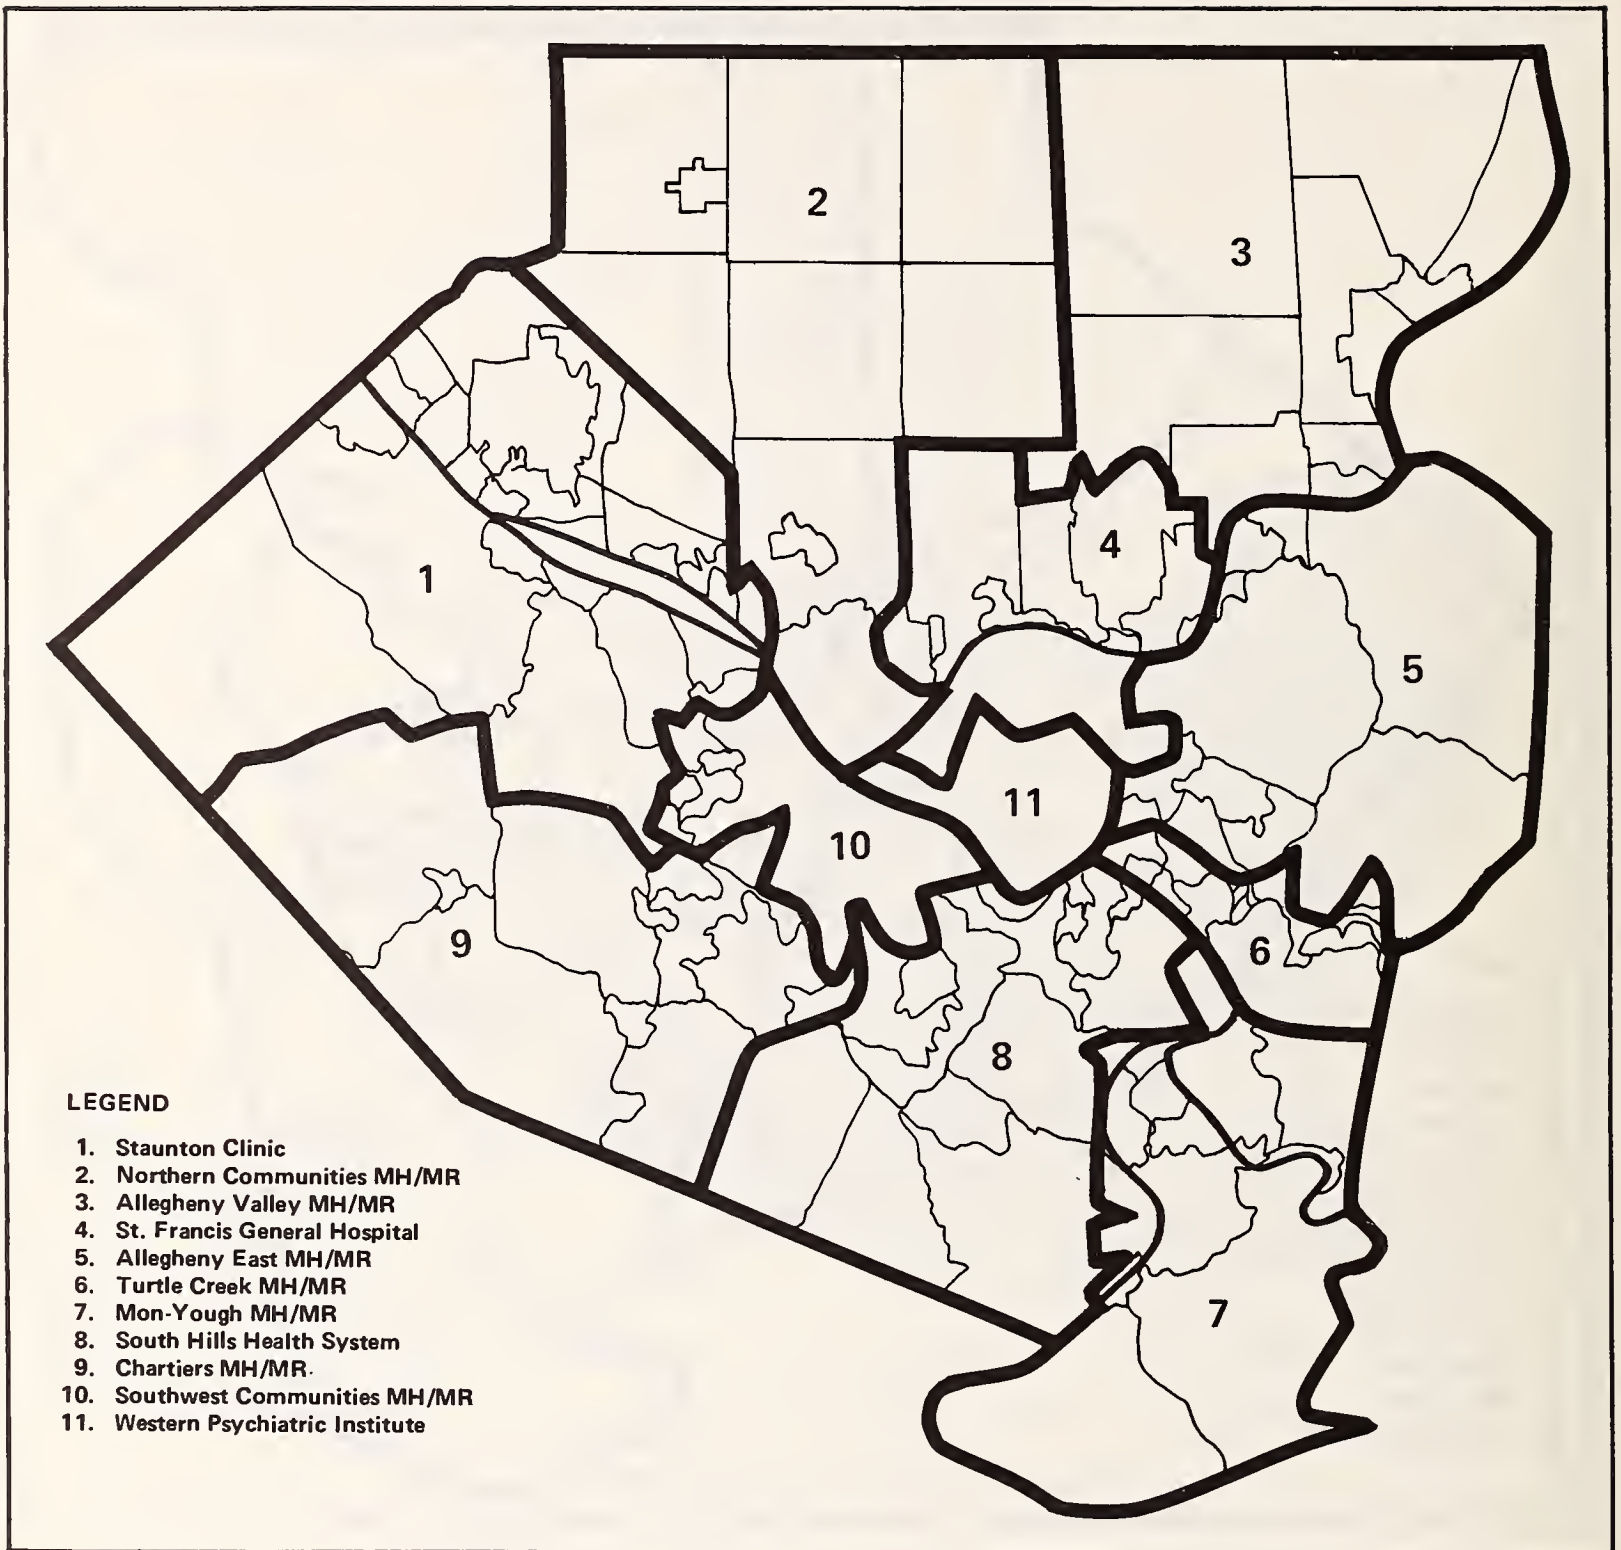 2
3
4
1
5
11
10
9
6
8
7
LEGEND
1. Staunton Clinic
2. Northern Communities MH/MR
3. Allegheny Valley MH/MR
4. St. Francis General Hospital
5. Allegheny East MH/MR
6. Turtle Creek MH/MR
7. Mon-Yough MH/MR
8. South Hills Health System
9. Chartiers MH/MR.
10. Southwest Communities MH/MR
11. Western Psychiatric Institute